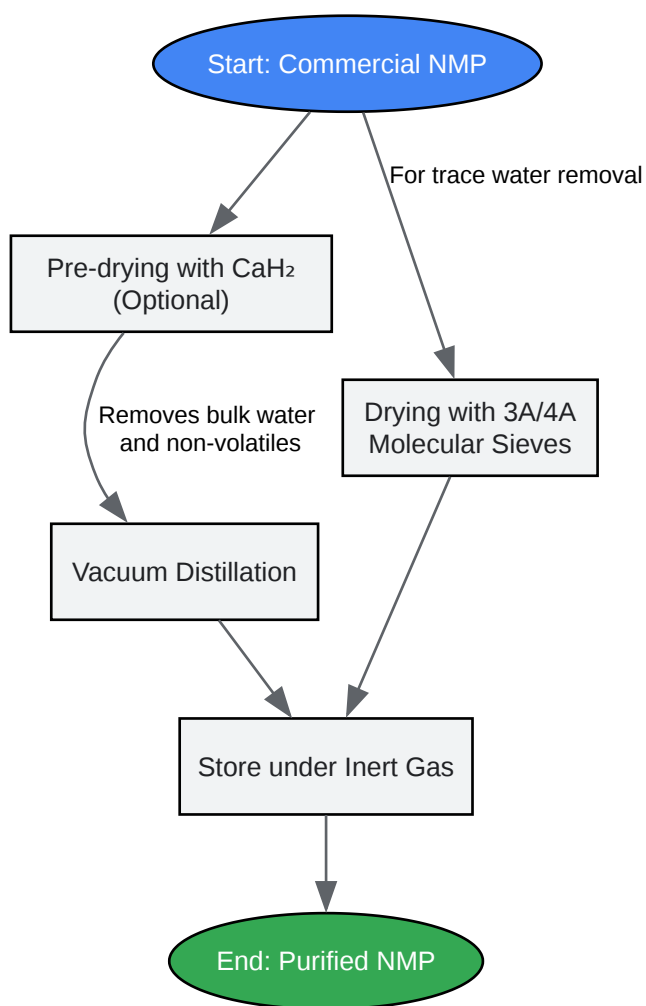 Start: Commercial NMP
For trace water removal
Pre-drying with CaH₂
(Optional)
Removes bulk water
and non-volatiles
Drying with 3A/4A
Molecular Sieves
Vacuum Distillation
Store under Inert Gas
End: Purified NMP